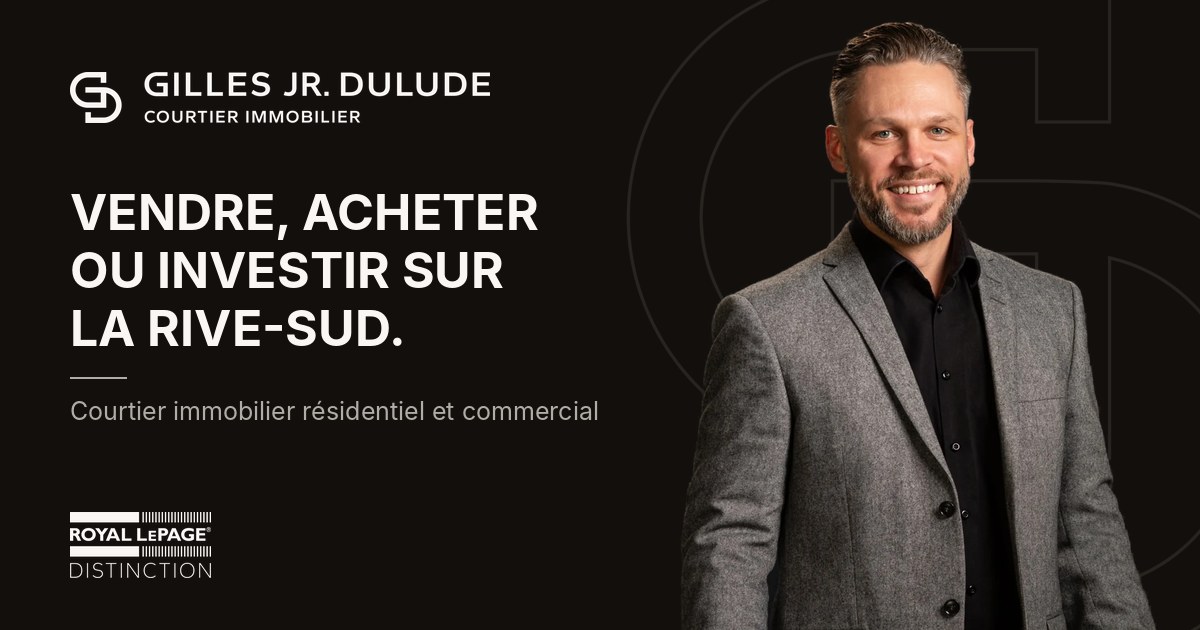 GILLES JR. DULUDE
COURTIER IMMOBILIER
VENDRE, ACHETER
OU INVESTIR SUR
LA RIVE-SUD.
Courtier immobilier résidentiel et commercial
ROYAL LEPAGE®
DISTINCTION